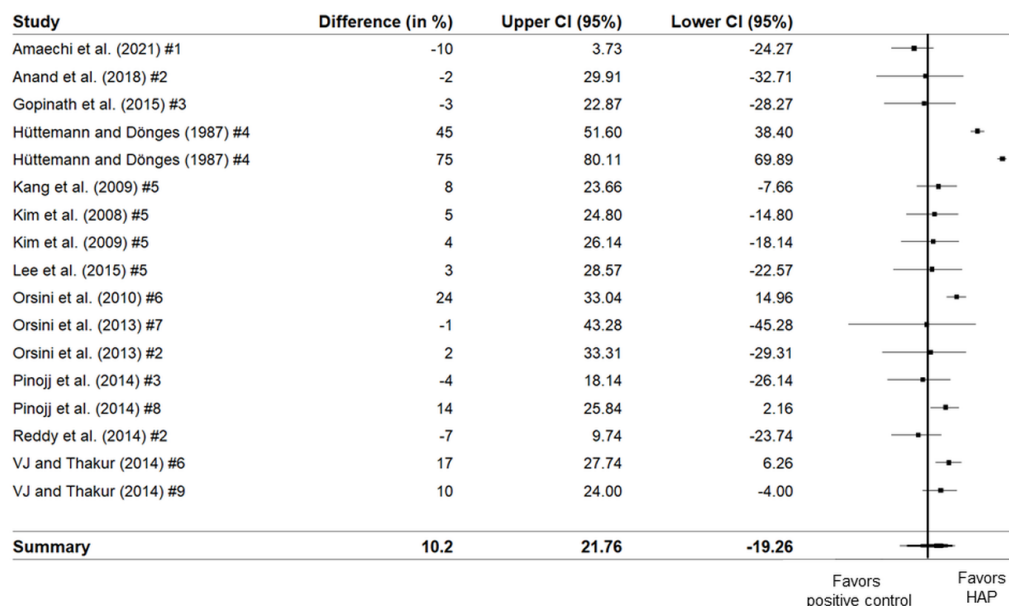 Study Difference (in %) Upper CI (95%) Lower CI (95%)
Amaechi et al. (2021) #1 -10 3.73 -24.27
Anand et al. (2018) #2 -2 29.91 -32.71
Gopinath et al. (2015) #3 -3 22.87 -28.27
Hüttemann and Dönges (1987) #4 45 51.60 38.40
Hüttemann and Dönges (1987) #4 75 80.11 69.89
Kang et al. (2009) #5 8 23.66 -7.66
Kim et al. (2008) #5 5 24.80 -14.80
Kim et al. (2009) #5 4 26.14 -18.14
Lee et al. (2015) #5 3 28.57 -22.57
Orsini et al. (2010) #6 24 33.04 14.96
Orsini et al. (2013) #7 -1 43.28 -45.28
Orsini et al. (2013) #2 2 33.31 -29.31
Pinojj et al. (2014) #3 -4 18.14 -26.14
Pinojj et al. (2014) #8 14 25.84 2.16
Reddy et al. (2014) #2 -7 9.74 -23.74
VJ and Thakur (2014) #6 17 27.74 6.26
VJ and Thakur (2014) #9 10 24.00 -4.00
Summary 10.2 21.76 -19.26
Favors positive control
Favors HAP